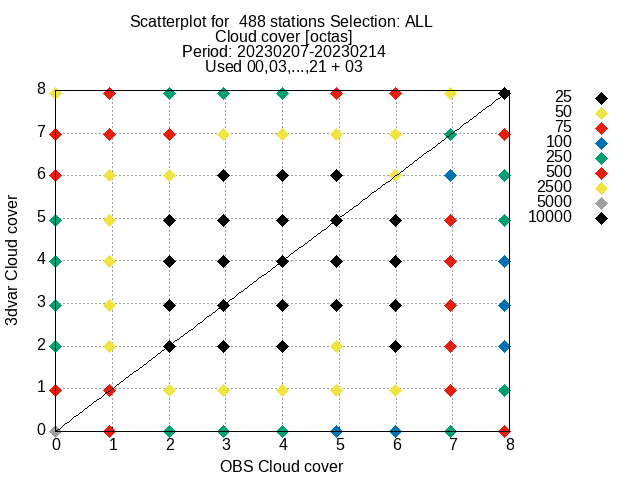 Scatterplot for  488 stations Selection: ALL
Cloud cover [octas]
Period: 20230207-20230214
Used 00,03,...,21 + 03
8
7
6
5
4
3
2
1
0
3dvar Cloud cover
0 1 2 3 4 5 6 7 8
OBS Cloud cover
25
50
75
100
250
500
2500
5000
10000